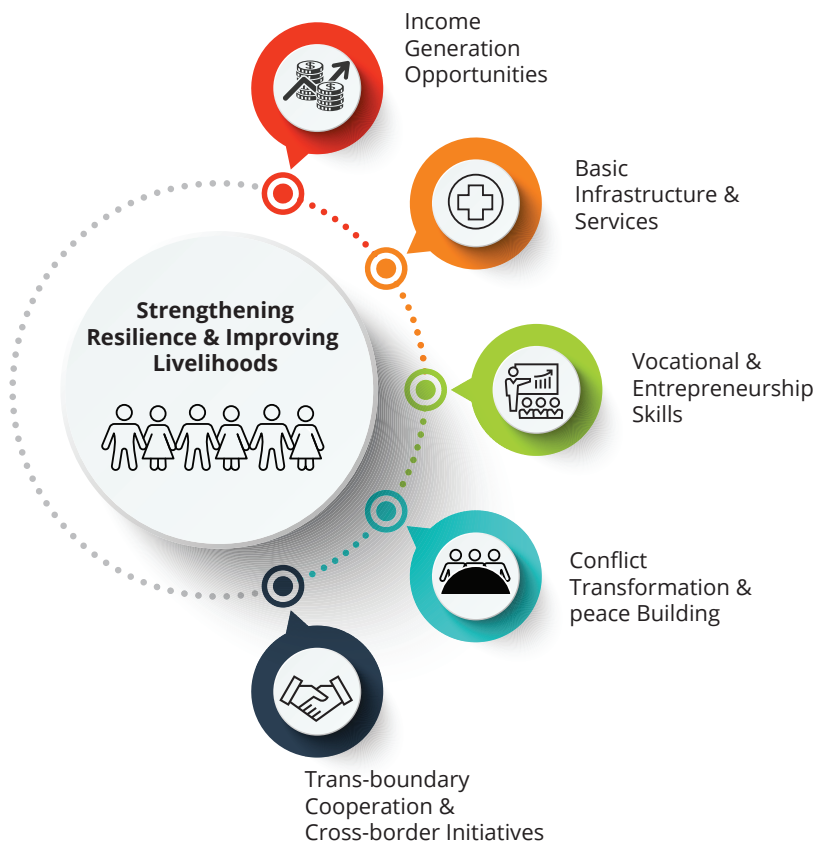 Income
Generation
Opportunities
Basic
Infrastructure &
Services
Strengthening
Resilience & Improving
Livelihoods
Vocational &
Entrepreneurship
Skills
Conflict
Transformation &
peace Building
Trans-boundary
Cooperation &
Cross-border Initiatives